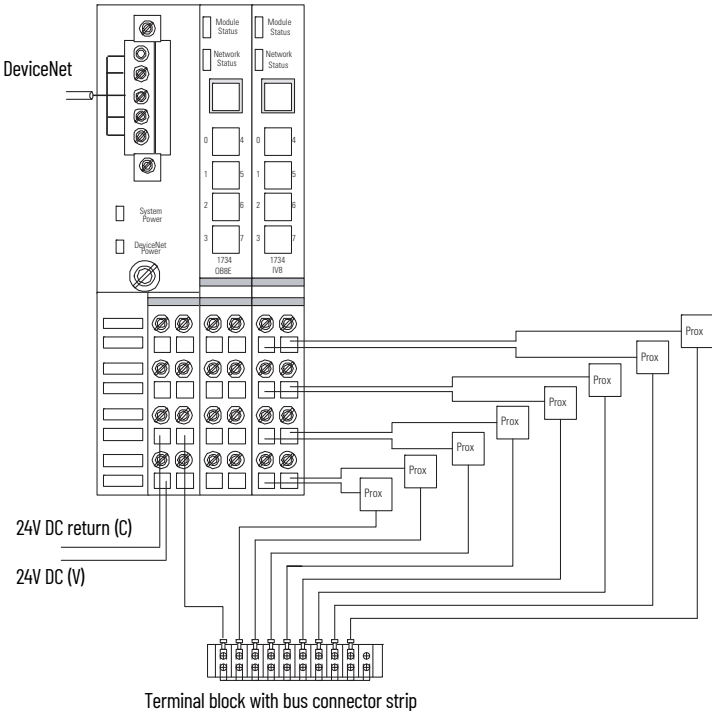 DeviceNet
Module
Status
Network
Status
Module
Status
Network
Status
0
4
1
5
2
6
3
7
1734
OB8E
0
4
1
5
2
6
3
7
1734
IV8
System
Power
DeviceNet
Power
Prox
Prox
Prox
Prox
Prox
Prox
Prox
Prox
24V DC return (C)
24V DC (V)
Terminal block with bus connector strip